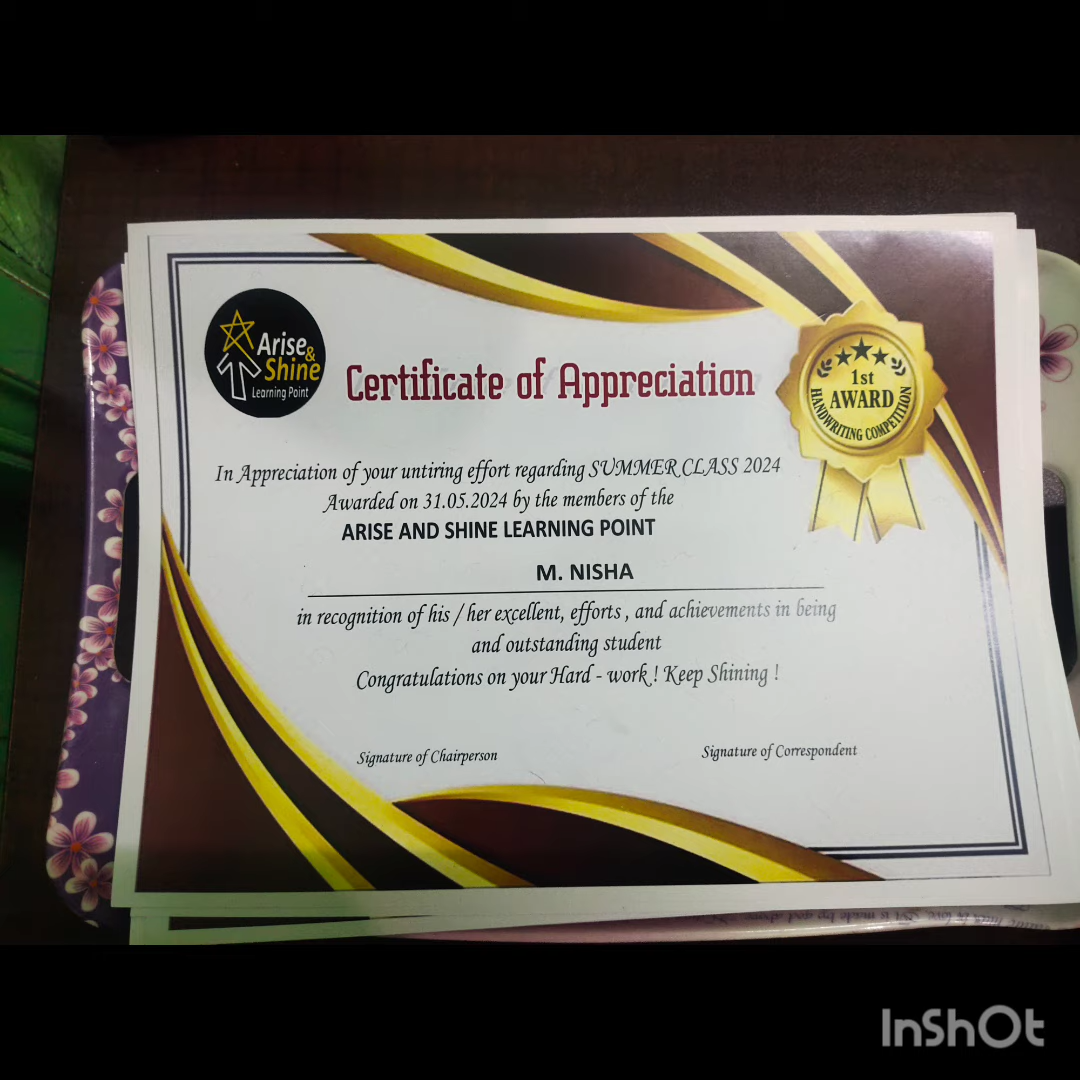 Arise
&
Shine
Learning Point
Certificate of Appreciation
1st
AWARD
HANDWRITING COMPETITION
In Appreciation of your untiring effort regarding SUMMER CLASS 2024
Awarded on 31.05.2024 by the members of the
ARISE AND SHINE LEARNING POINT
M. NISHA
in recognition of his / her excellent, efforts , and achievements in being
and outstanding student
Congratulations on your Hard - work ! Keep Shining !
Signature of Chairperson
Signature of Correspondent
InShOt